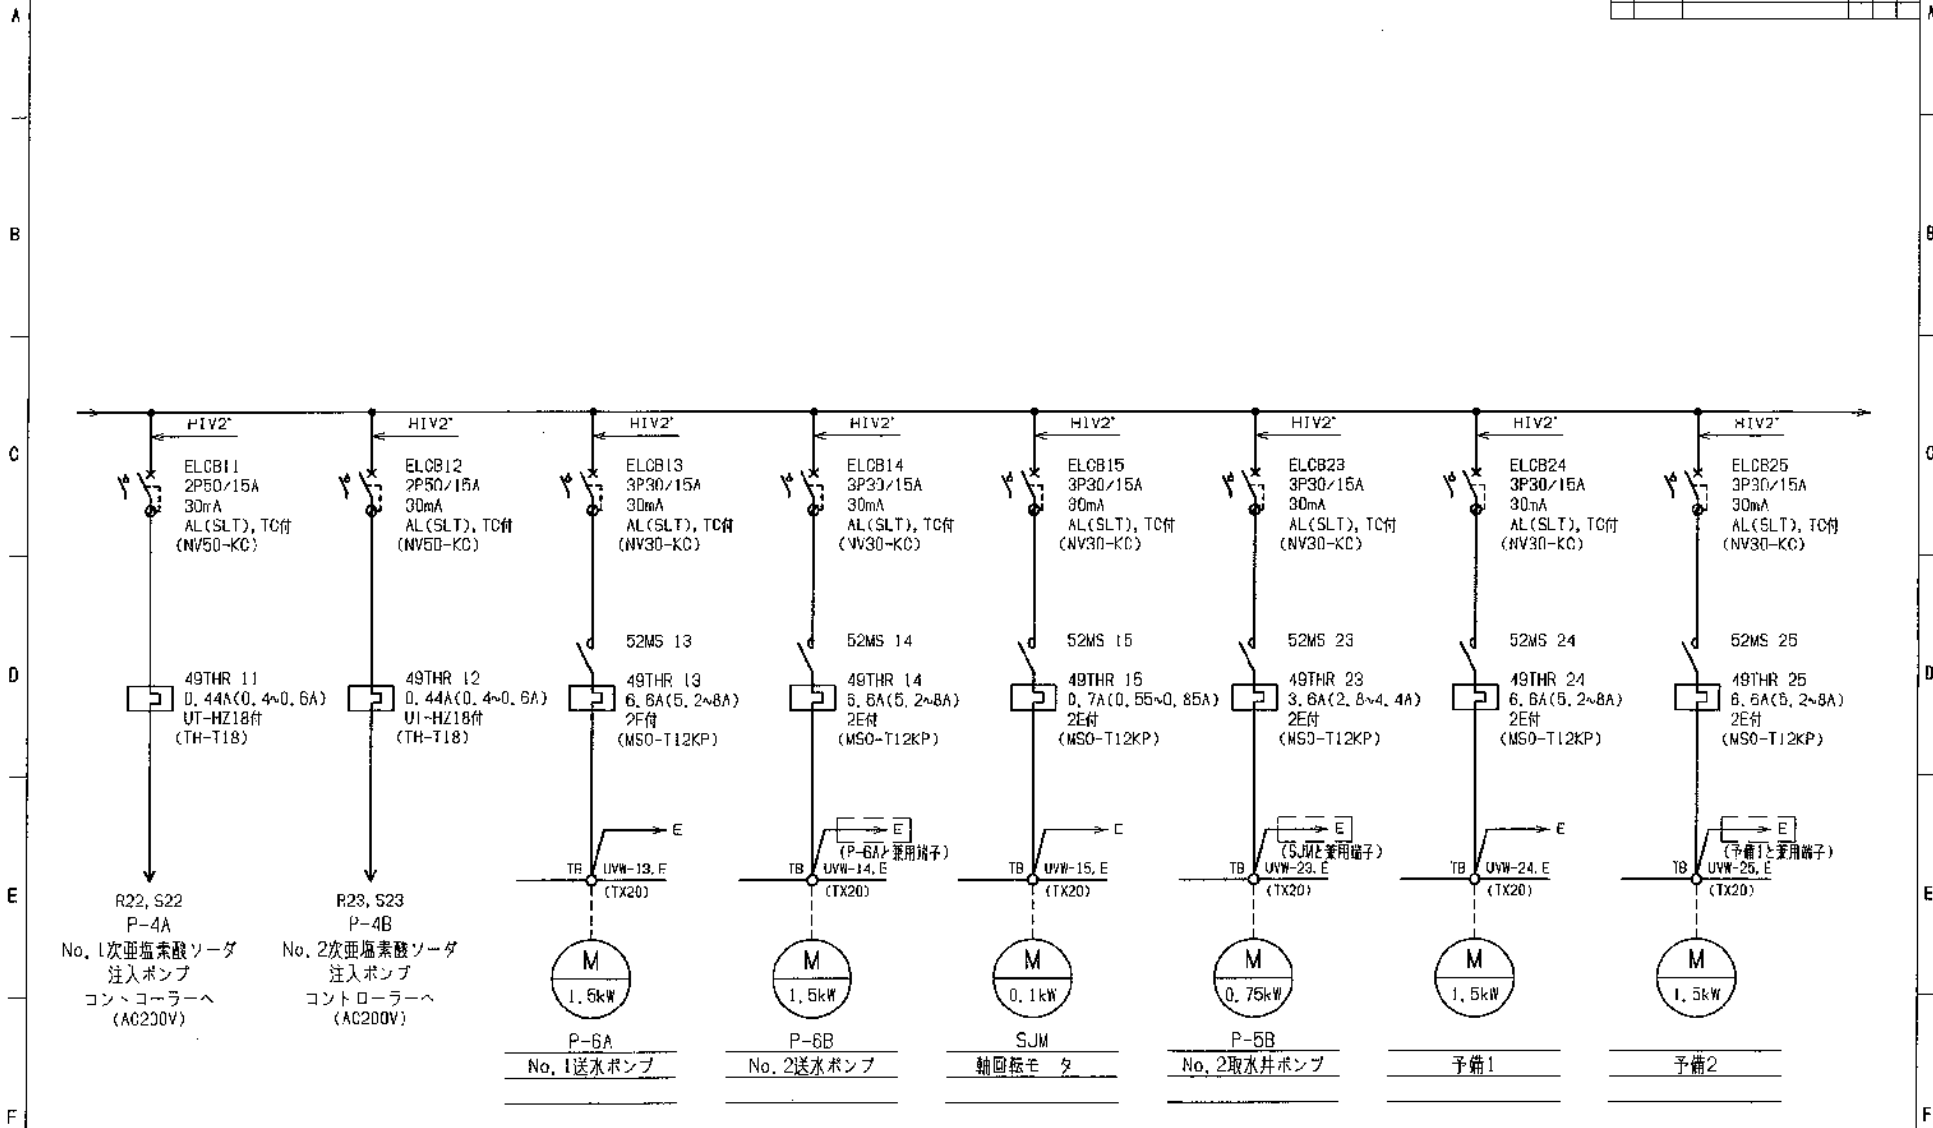 A
A
B
B
C
C
D
D
E
E
F
F
HIV2°
ELCB11
2P50/15A
30mA
AL(SLT), TC付
(NV50-KC)
49THR 11
0.44A(0.4~0.6A)
UT-HZ18付
(TH-T18)
R22, S22
P-4A
No.1次亜塩素酸ソーダ
注入ポンプ
コントローラーへ
(AC200V)
HIV2°
ELCB12
2P50/15A
30mA
AL(SLT), TC付
(NV50-KC)
49THR 12
0.44A(0.4~0.6A)
UT-HZ18付
(TH-T18)
R23, S23
P-4B
No.2次亜塩素酸ソーダ
注入ポンプ
コントローラーへ
(AC200V)
HIV2°
ELCB13
3P30/15A
30mA
AL(SLT), TC付
(NV30-KC)
52MS 13
49THR 13
6.6A(5.2~8A)
2E付
(MSO-T12KP)
E
TB UVW-13, E
(TX20)
M
1.5kW
P-6A
No.1送水ポンプ
HIV2°
ELCB14
3P30/15A
30mA
AL(SLT), TC付
(NV30-KC)
52MS 14
49THR 14
6.6A(5.2~8A)
2E付
(MSO-T12KP)
E
(P-6Aと兼用端子)
TB UVW-14, E
(TX20)
M
1.5kW
P-6B
No.2送水ポンプ
HIV2°
ELCB15
3P30/15A
30mA
AL(SLT), TC付
(NV30-KC)
52MS 15
49THR 15
0.7A(0.55~0.85A)
2E付
(MSO-T12KP)
E
TB UVW-15, E
(TX20)
M
0.1kW
SJM
軸回転モータ
HIV2°
ELCB23
3P30/15A
30mA
AL(SLT), TC付
(NV30-KC)
52MS 23
49THR 23
3.6A(2.8~4.4A)
2E付
(MSO-T12KP)
E
(SJMと兼用端子)
TB UVW-23, E
(TX20)
M
0.75kW
P-5B
No.2取水井ポンプ
HIV2°
ELCB24
3P30/15A
30mA
AL(SLT), TC付
(NV30-KC)
52MS 24
49THR 24
6.6A(5.2~8A)
2E付
(MSO-T12KP)
E
TB UVW-24, E
(TX20)
M
1.5kW
予備1
HIV2°
ELCB25
3P30/15A
30mA
AL(SLT), TC付
(NV30-KC)
52MS 25
49THR 25
6.6A(5.2~8A)
2E付
(MSO-T12KP)
E
(予備1と兼用端子)
TB UVW-25, E
(TX20)
M
1.5kW
予備2